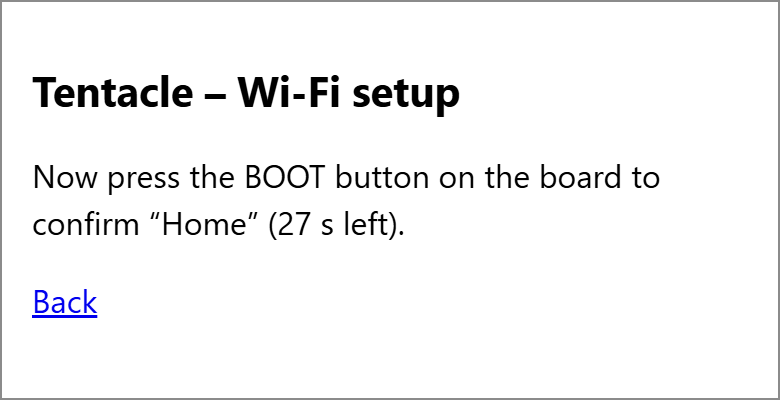 Tentacle – Wi-Fi setup
Now press the BOOT button on the board to
confirm “Home” (27 s left).
Back